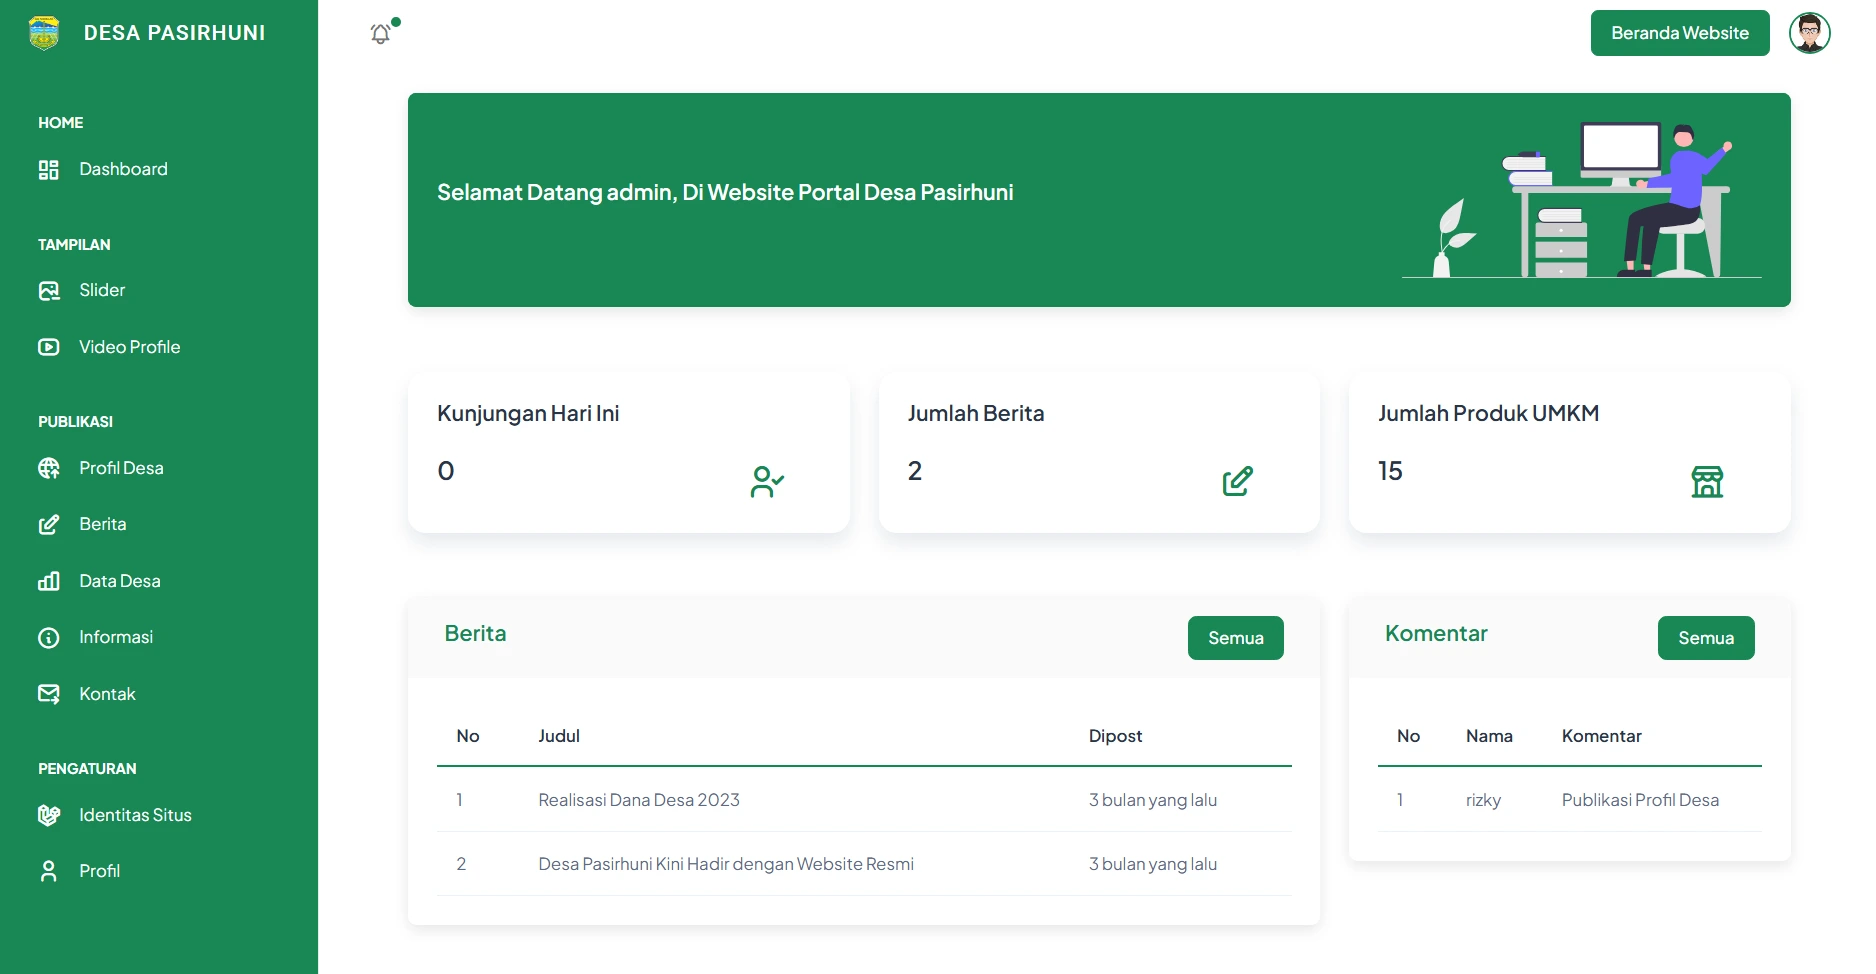 DESA PASIRHUNI
Beranda Website
HOME
Dashboard
TAMPILAN
Slider
Video Profile
PUBLIKASI
Profil Desa
Berita
Data Desa
Informasi
Kontak
PENGATURAN
Identitas Situs
Profil
Selamat Datang admin, Di Website Portal Desa Pasirhuni
Kunjungan Hari Ini
0
Jumlah Berita
2
Jumlah Produk UMKM
15
Berita
Semua
No Judul Dipost
1 Realisasi Dana Desa 2023 3 bulan yang lalu
2 Desa Pasirhuni Kini Hadir dengan Website Resmi 3 bulan yang lalu
Komentar
Semua
No Nama Komentar
1 rizky Publikasi Profil Desa